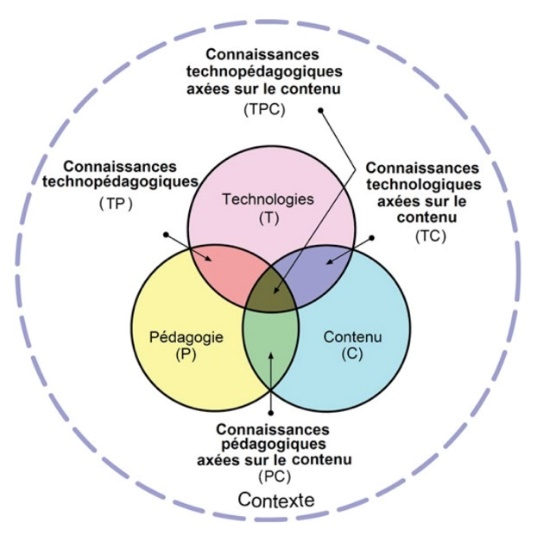 Connaissances
technopédagogiques
axées sur le contenu
(TPC)
Connaissances
technopédagogiques
(TP)
Connaissances
technologiques
axées sur le
contenu
(TC)
Technologies
(T)
Pédagogie
(P)
Contenu
(C)
Connaissances
pédagogiques
axées sur le contenu
(PC)
Contexte